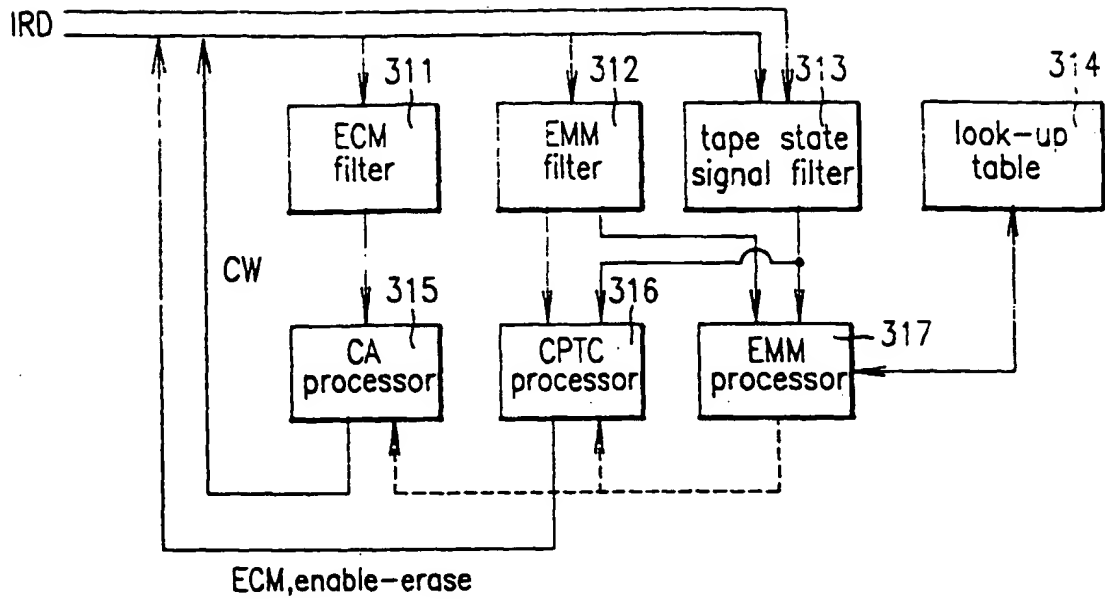 IRD
311
312
313
314
ECM
filter
EMM
filter
tape state
signal filter
look-up
table
CW
315
316
317
CA
processor
CPTC
processor
EMM
processor
ECM,enable-erase